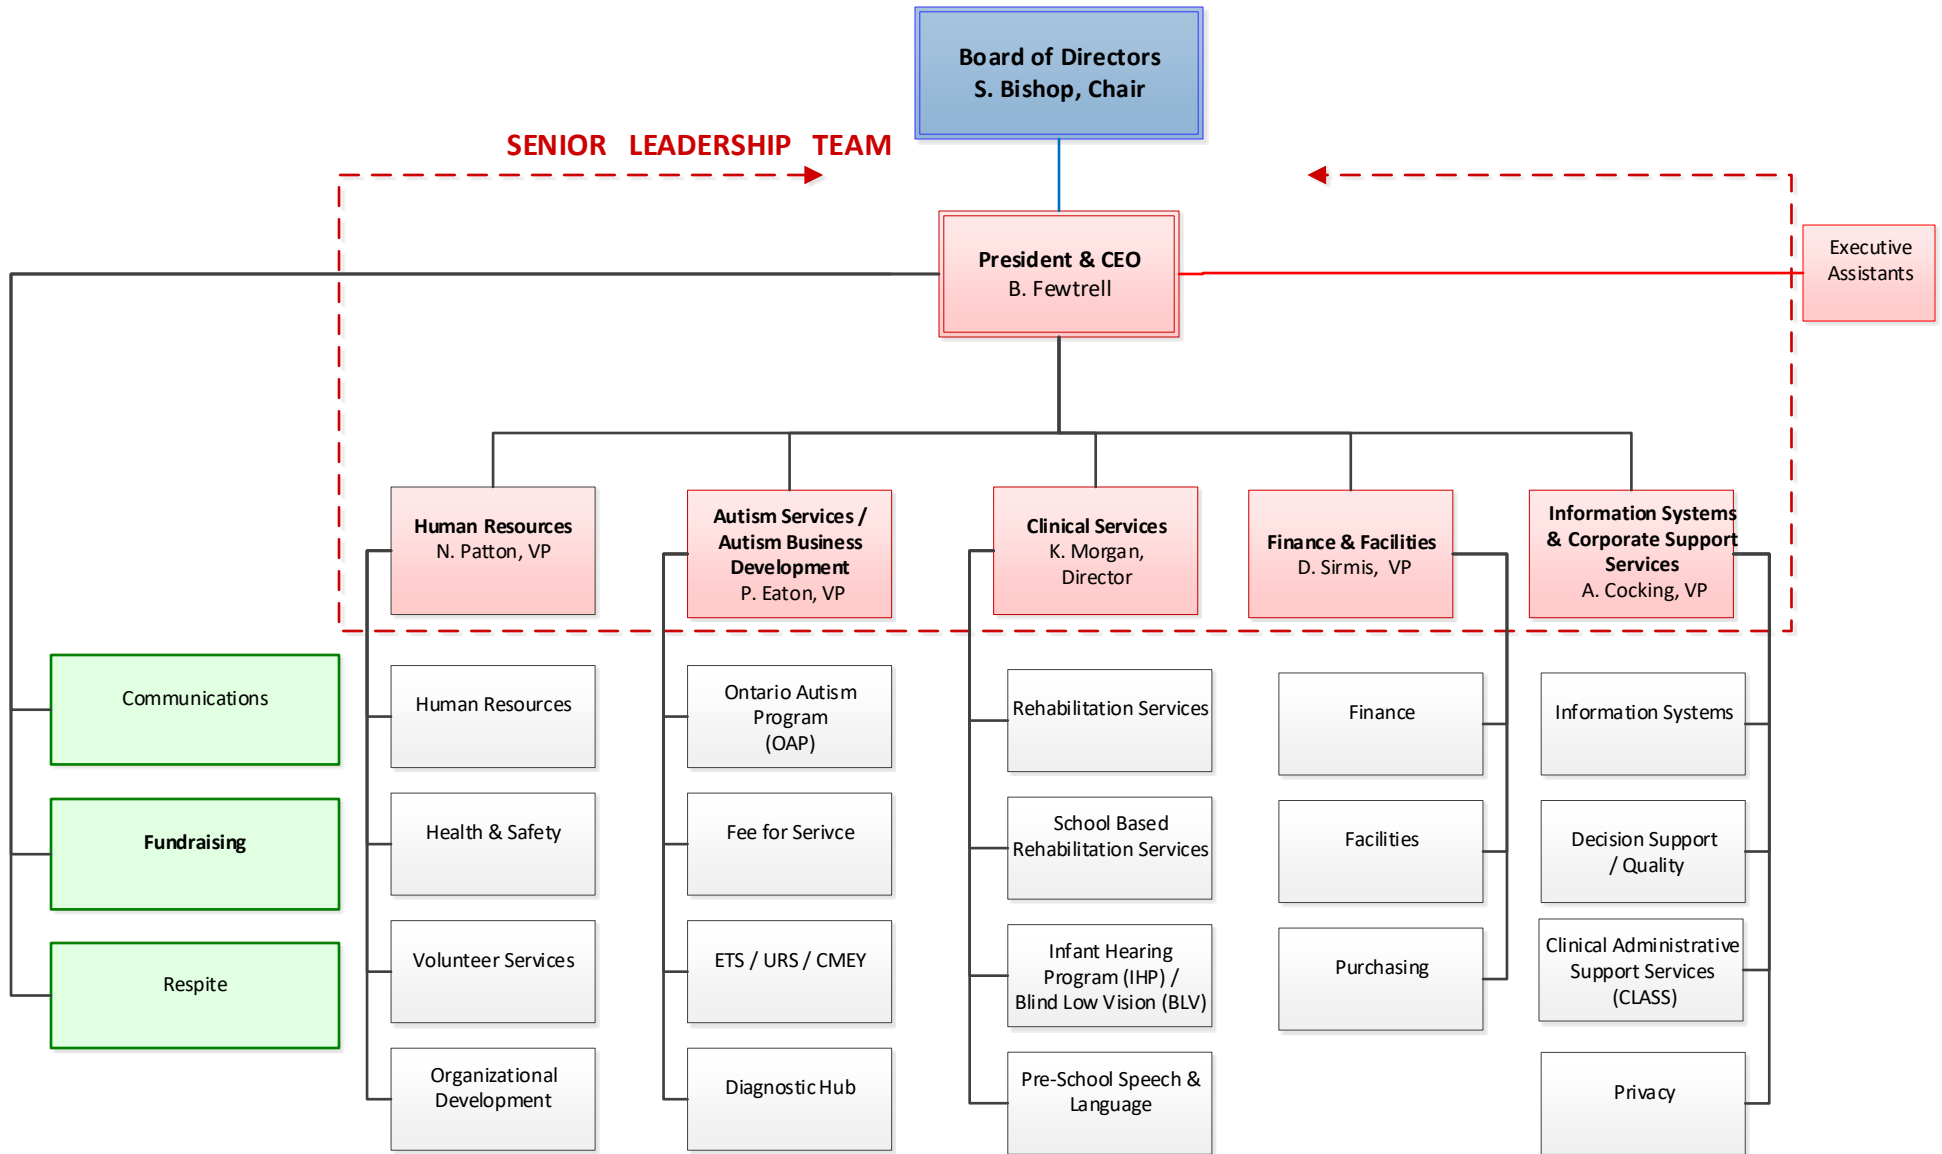 Board of Directors
S. Bishop, Chair
SENIOR LEADERSHIP TEAM
President & CEO
B. Fewtrell
Executive
Assistants
Human Resources
N. Patton, VP
Autism Services /
Autism Business
Development
P. Eaton, VP
Clinical Services
K. Morgan,
Director
Finance & Facilities
D. Sirmis, VP
Information Systems
& Corporate Support
Services
A. Cocking, VP
Communications
Fundraising
Respite
Human Resources
Health & Safety
Volunteer Services
Organizational
Development
Ontario Autism
Program
(OAP)
Fee for Serivce
ETS / URS / CMEY
Diagnostic Hub
Rehabilitation Services
School Based
Rehabilitation Services
Infant Hearing
Program (IHP) /
Blind Low Vision (BLV)
Pre-School Speech &
Language
Finance
Facilities
Purchasing
Information Systems
Decision Support
/ Quality
Clinical Administrative
Support Services
(CLASS)
Privacy